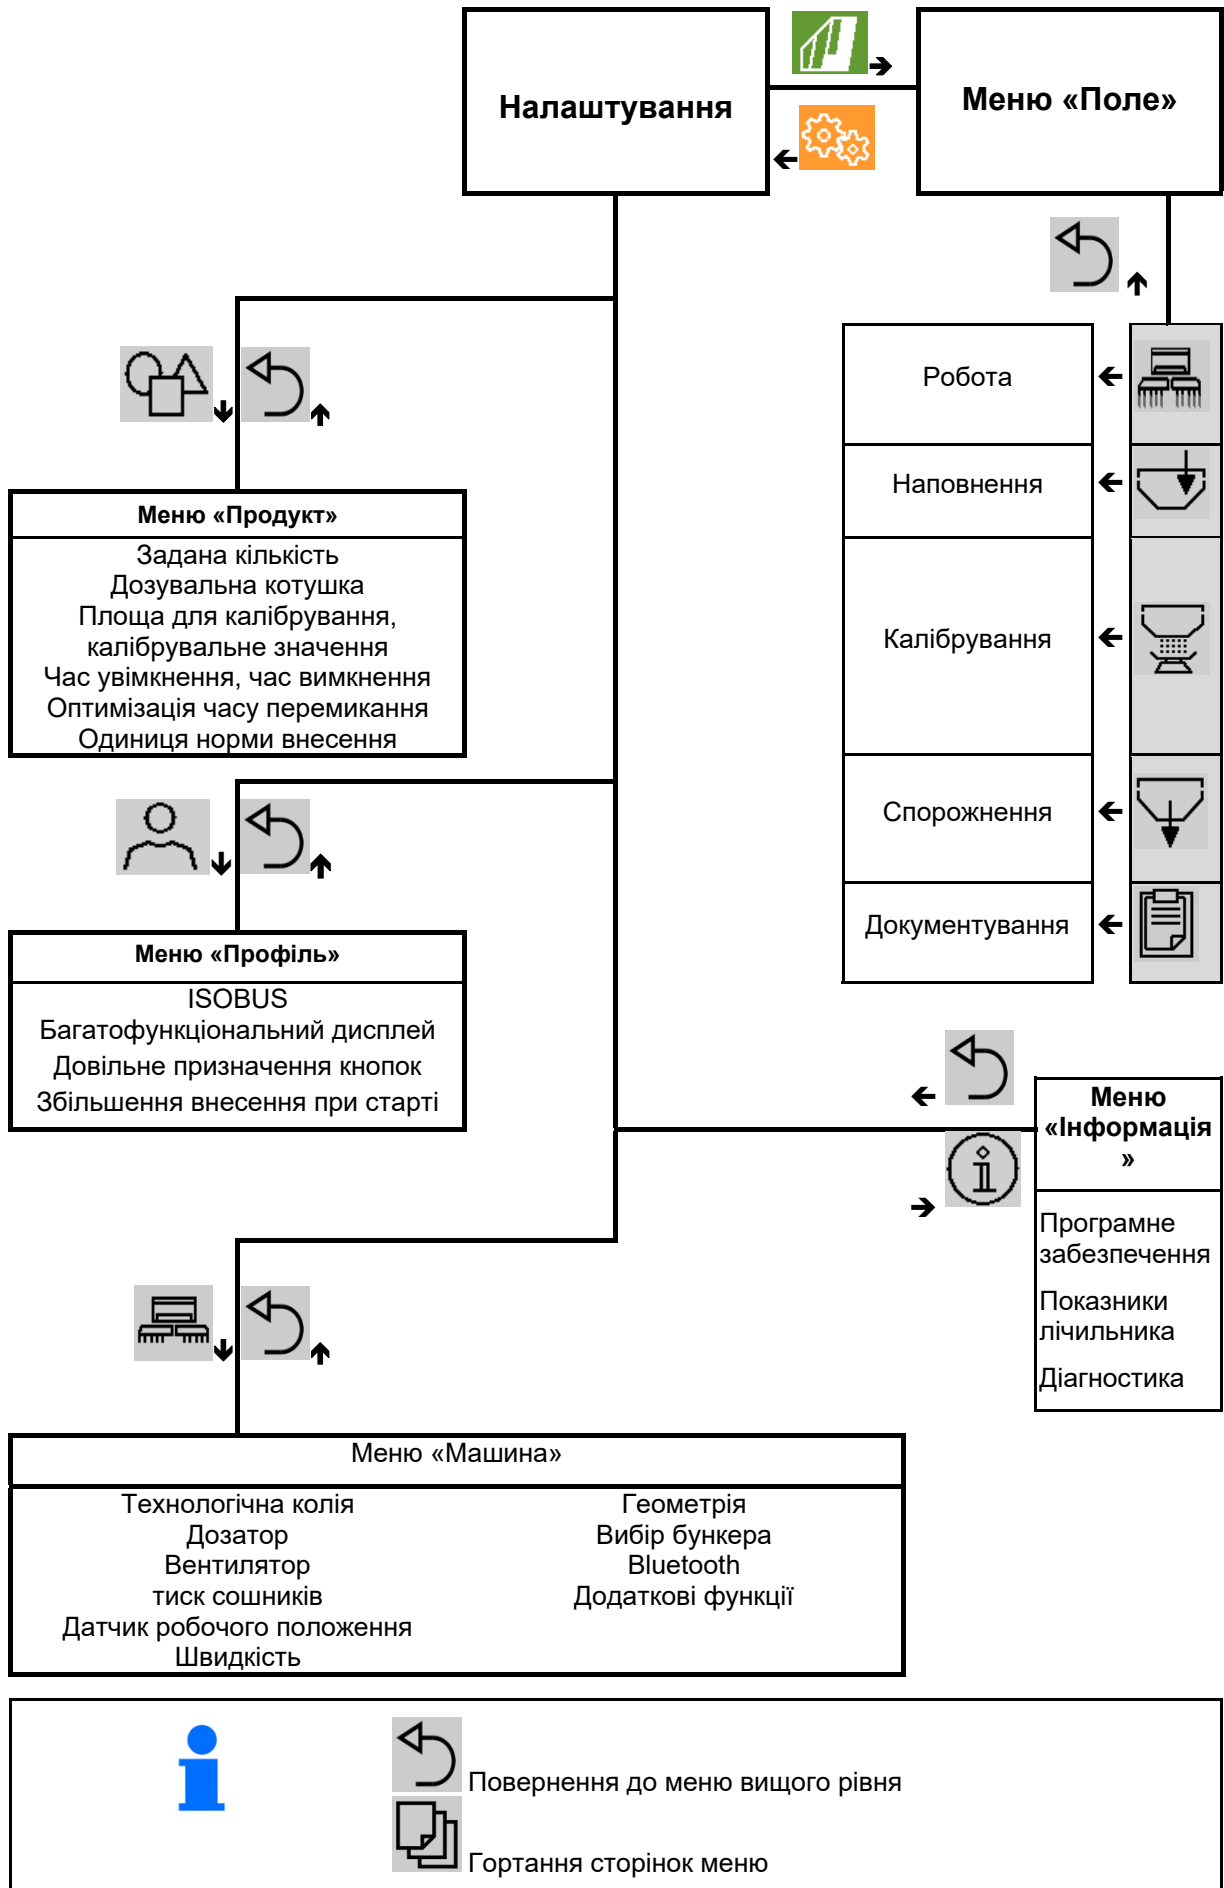 Налаштування
Меню «Поле»
Робота
Наповнення
Калібрування
Спорожнення
Документування
Меню «Продукт»
Задана кількість
Дозувальна котушка
Площа для калібрування,
калібрувальне значення
Час увімкнення, час вимкнення
Оптимізація часу перемикання
Одиниця норми внесення
Меню «Профіль»
ISOBUS
Багатофункціональний дисплей
Довільне призначення кнопок
Збільшення внесення при старті
Меню
«Інформація
»
Програмне
забезпечення
Показники
лічильника
Діагностика
Меню «Машина»
Технологічна колія
Дозатор
Вентилятор
тиск сошників
Датчик робочого положення
Швидкість
Геометрія
Вибір бункера
Bluetooth
Додаткові функції
Повернення до меню вищого рівня
Гортання сторінок меню